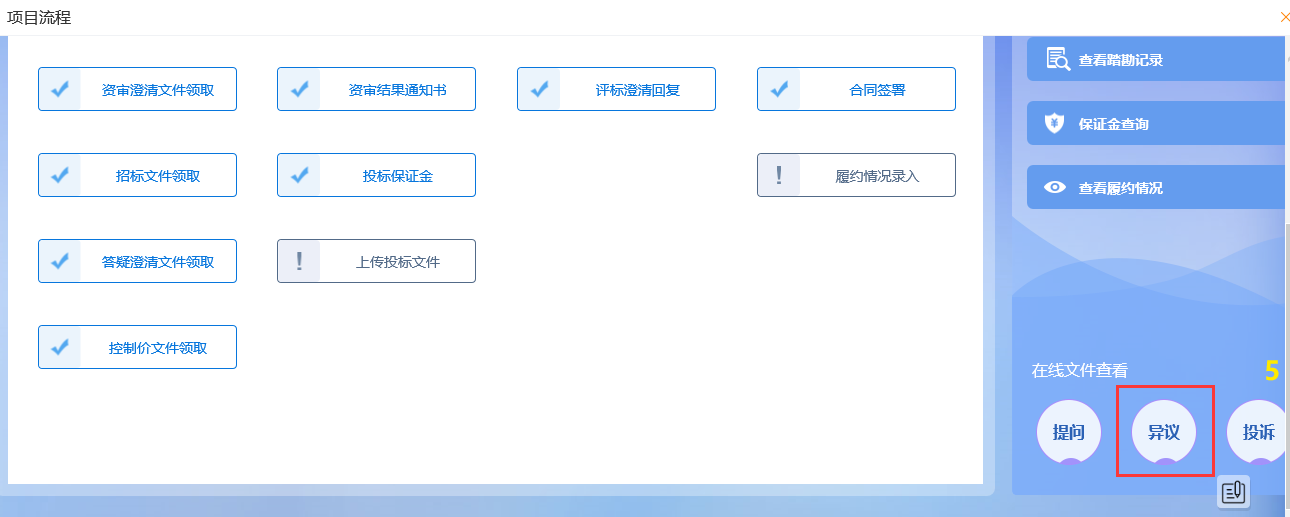 项目流程
资审澄清文件领取
资审结果通知书
评标澄清回复
合同签署
招标文件领取
投标保证金
履约情况录入
答疑澄清文件领取
上传投标文件
控制价文件领取
查看踏勘记录
保证金查询
查看履约情况
在线文件查看
5
提问
异议
投诉